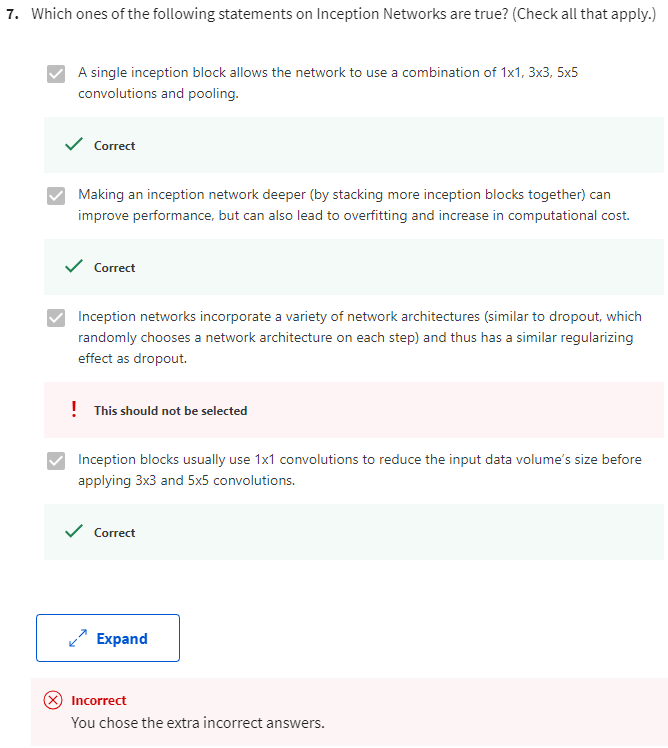 7. Which ones of the following statements on Inception Networks are true? (Check all that apply.)
A single inception block allows the network to use a combination of 1x1, 3x3, 5x5
convolutions and pooling.
Correct
Making an inception network deeper (by stacking more inception blocks together) can
improve performance, but can also lead to overfitting and increase in computational cost.
Correct
Inception networks incorporate a variety of network architectures (similar to dropout, which
randomly chooses a network architecture on each step) and thus has a similar regularizing
effect as dropout.
! This should not be selected
Inception blocks usually use 1x1 convolutions to reduce the input data volume's size before
applying 3x3 and 5x5 convolutions.
Correct
Expand
Incorrect
You chose the extra incorrect answers.